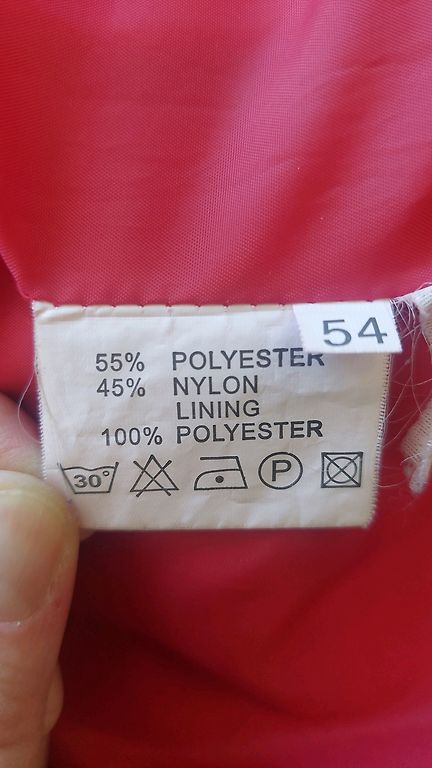 54
55% POLYESTER
45% NYLON
LINING
100% POLYESTER
30° P